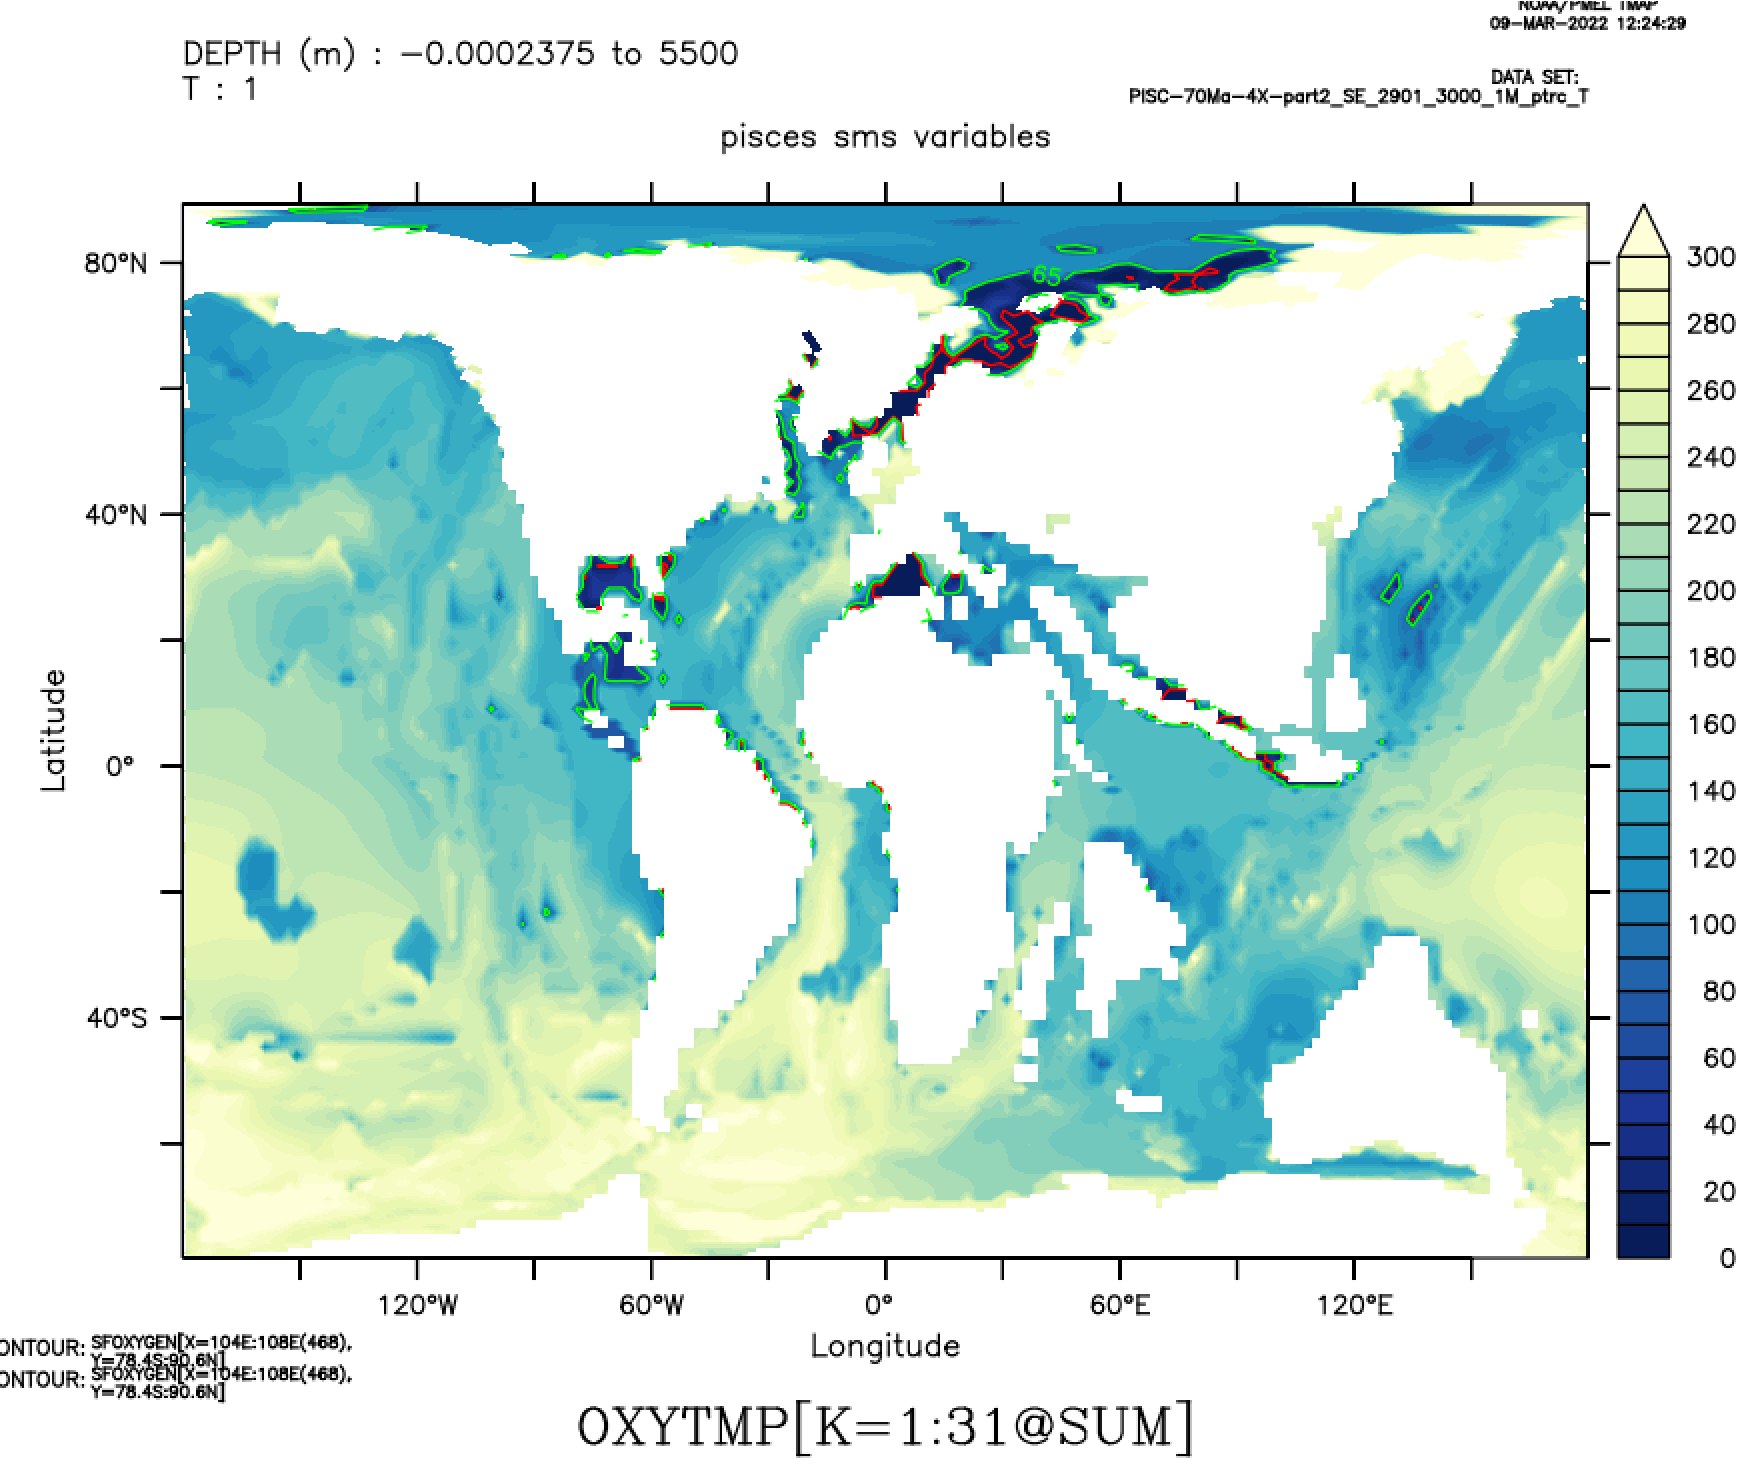 NOAA/PMEL TMAP
09-MAR-2022 12:24:29
DEPTH (m) : -0.0002375 to 5500
T : 1
DATA SET:
PISC-70Ma-4X-part2_SE_2901_3000_1M_ptrc_T
pisces sms variables
65
80°N
40°N
0°
40°S
Latitude
120°W 60°W 0° 60°E 120°E
Longitude
300
280
260
240
220
200
180
160
140
120
100
80
60
40
20
0
ONTOUR: SFOXYGEN[X=104E:108E(468),
Y=78.4S:90.6N]
ONTOUR: SFOXYGEN[X=104E:108E(468),
Y=78.4S:90.6N]
OXYTMP[K=1:31@SUM]